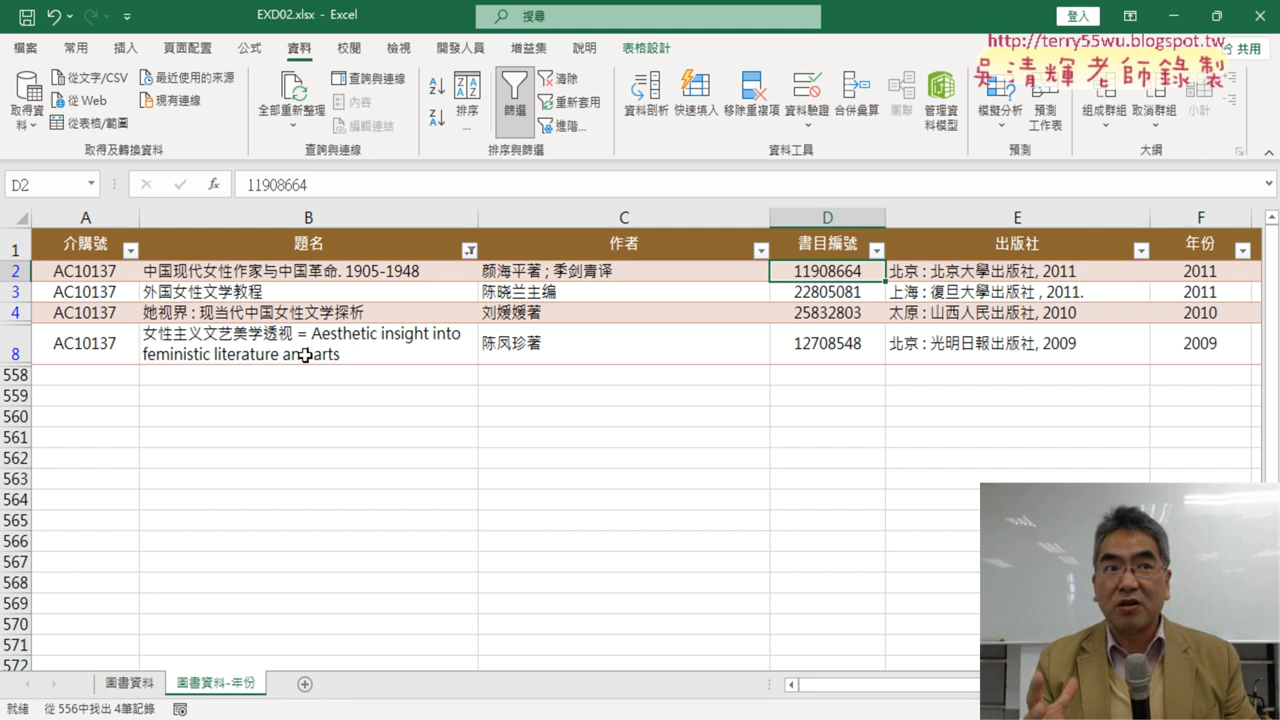 EXD02.xlsx - Excel
搜尋
登入
檔案 常用 插入 頁面配置 公式 資料 校閱 檢視 開發人員 增益集 說明 表格設計
共用
http://terry55wu.blogspot.tw
吳清輝老師錄製
取得資料
從文字/CSV
從 Web
從表格/範圍
最近使用的來源
現有連線
取得及轉換資料
全部重新整理
查詢與連線
內容
編輯連結
查詢與連線
排序...
篩選
清除
重新套用
進階...
排序與篩選
資料剖析
快速填入
移除重複項
資料驗證
合併彙算
關聯
管理資料模型
資料工具
模擬分析
預測工作表
預測
組成群組
取消群組
小計
大綱
D2
fx
11908664
A B C D E F
1 介購號 題名 作者 書目編號 出版社 年份
2 AC10137 中国现代女性作家与中国革命. 1905-1948 颜海平著 ; 季剑青译 11908664 北京 : 北京大學出版社, 2011 2011
3 AC10137 外国女性文学教程 陈晓兰主编 22805081 上海 : 復旦大學出版社 , 2011. 2011
4 AC10137 她视界 : 现当代中国女性文学探析 刘媛媛著 25832803 太原 : 山西人民出版社, 2010 2010
8 AC10137 女性主义文艺美学透视 = Aesthetic insight into feministic literature and arts 陈凤珍著 12708548 北京 : 光明日報出版社, 2009 2009
558
559
560
561
562
563
564
565
566
567
568
569
570
571
572
圖書資料
圖書資料-年份
就緒
從 556中找出 4筆記錄